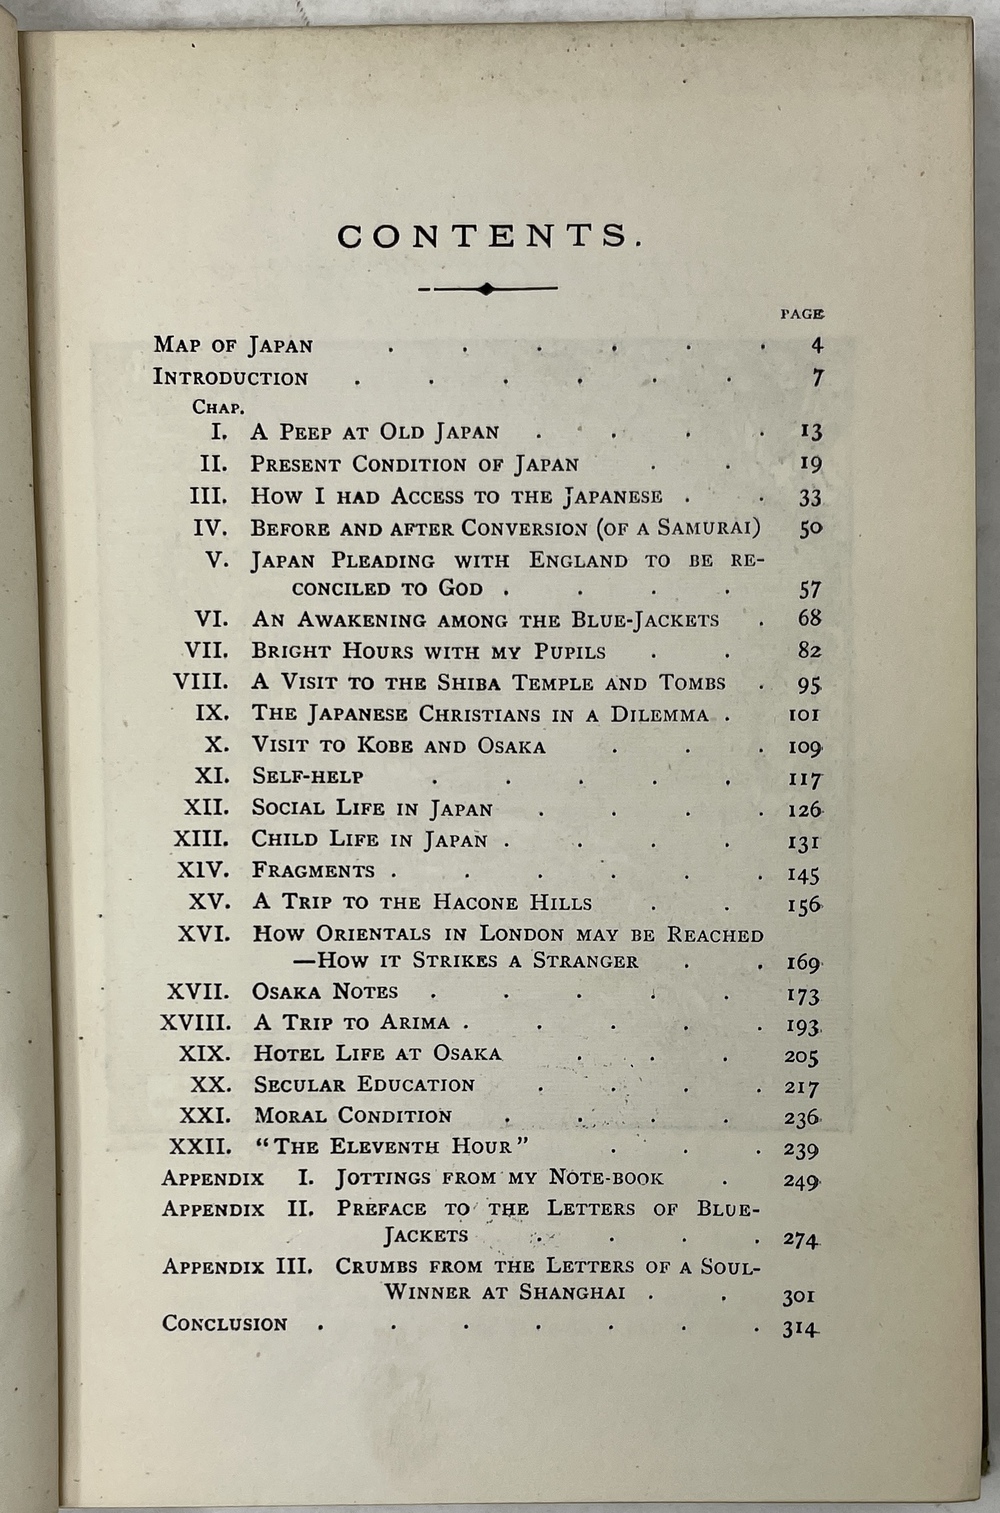 CONTENTS.
PAGE
MAP OF JAPAN . . . . . . 4
INTRODUCTION . . . . . . 7
CHAP.
I. A PEEP AT OLD JAPAN . . . . 13
II. PRESENT CONDITION OF JAPAN . . 19
III. HOW I HAD ACCESS TO THE JAPANESE . . 33
IV. BEFORE AND AFTER CONVERSION (OF A SAMURAI) 50
V. JAPAN PLEADING WITH ENGLAND TO BE RE-
CONCILED TO GOD . . . . 57
VI. AN AWAKENING AMONG THE BLUE-JACKETS . 68
VII. BRIGHT HOURS WITH MY PUPILS . . 82
VIII. A VISIT TO THE SHIBA TEMPLE AND TOMBS . 95
IX. THE JAPANESE CHRISTIANS IN A DILEMMA . 101
X. VISIT TO KOBE AND OSAKA . . . 109
XI. SELF-HELP . . . . . 117
XII. SOCIAL LIFE IN JAPAN . . . . 126
XIII. CHILD LIFE IN JAPAN . . . . 131
XIV. FRAGMENTS . . . . . . 145
XV. A TRIP TO THE HACONE HILLS . . 156
XVI. HOW ORIENTALS IN LONDON MAY BE REACHED
—HOW IT STRIKES A STRANGER . . 169
XVII. OSAKA NOTES . . . . . 173
XVIII. A TRIP TO ARIMA . . . . . 193
XIX. HOTEL LIFE AT OSAKA . . . 205
XX. SECULAR EDUCATION . . . . 217
XXI. MORAL CONDITION . . . . 236
XXII. "THE ELEVENTH HOUR" . . . 239
APPENDIX I. JOTTINGS FROM MY NOTE-BOOK . 249
APPENDIX II. PREFACE TO THE LETTERS OF BLUE-
JACKETS . . . . 274
APPENDIX III. CRUMBS FROM THE LETTERS OF A SOUL-
WINNER AT SHANGHAI . . 301
CONCLUSION . . . . . . . 314